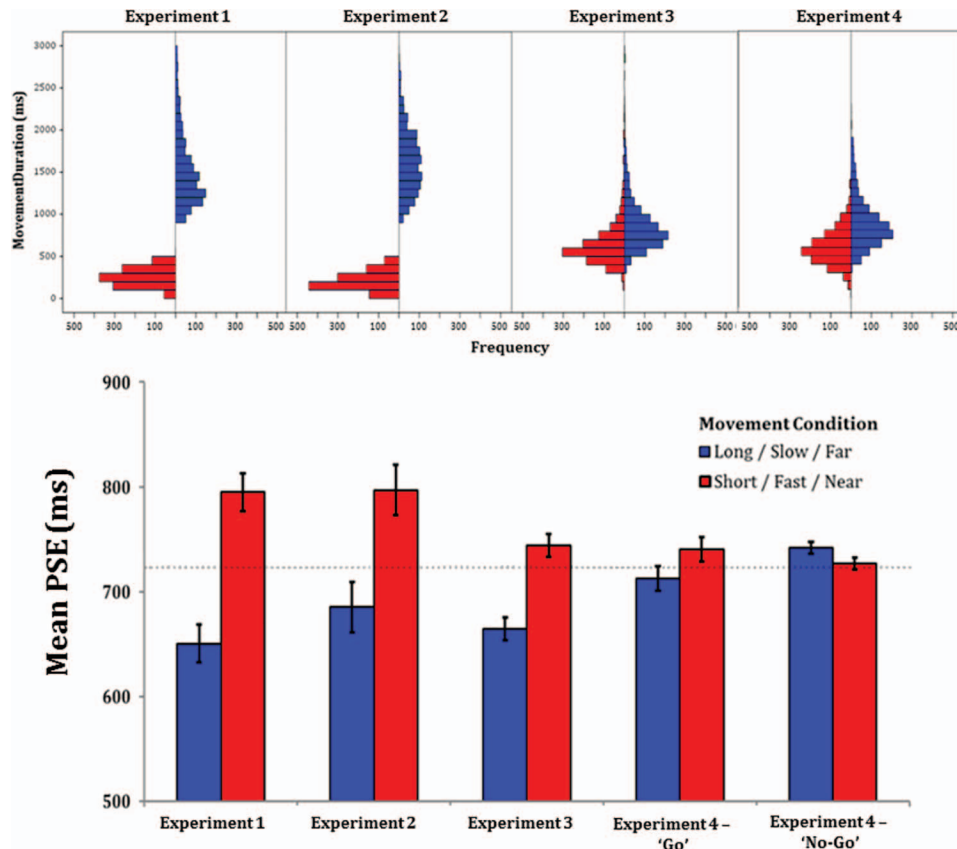 Experiment 1 Experiment 2 Experiment 3 Experiment 4
MovementDuration (ms)
3000
2500
2000
1500
1000
500
0
500 300 100 100 300 500 500 300 100 100 300 500 500 300 100 100 300 500 500 300 100 100 300 500
Frequency
Mean PSE (ms)
900
800
700
600
500
Movement Condition
Long / Slow / Far
Short / Fast / Near
Experiment 1 Experiment 2 Experiment 3 Experiment 4 – Experiment 4 –
‘Go’ ‘No-Go’